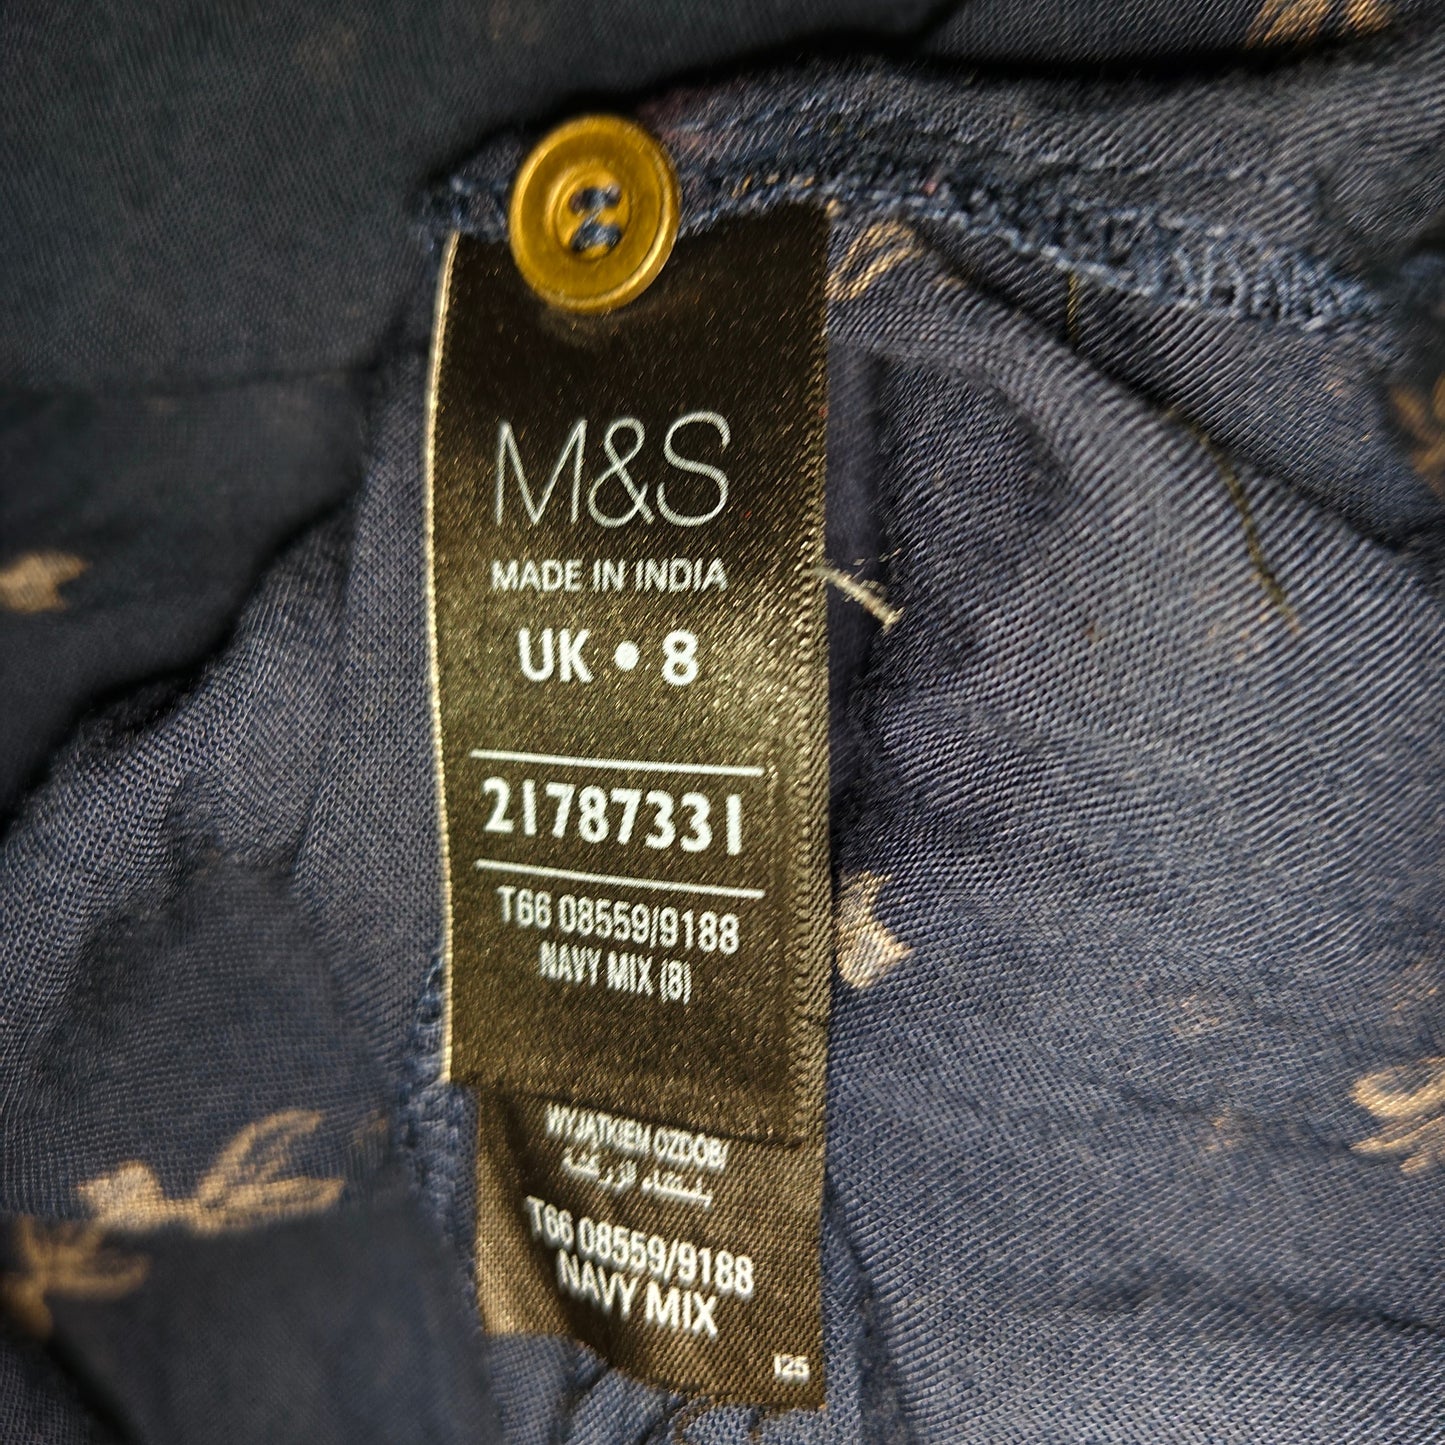 M&S
MADE IN INDIA
UK • 8
21787331
T66 08559/9188
NAVY MIX (8)
WYJĄTKIEM OZDÓB/
T66 08559/9188
NAVY MIX
I25